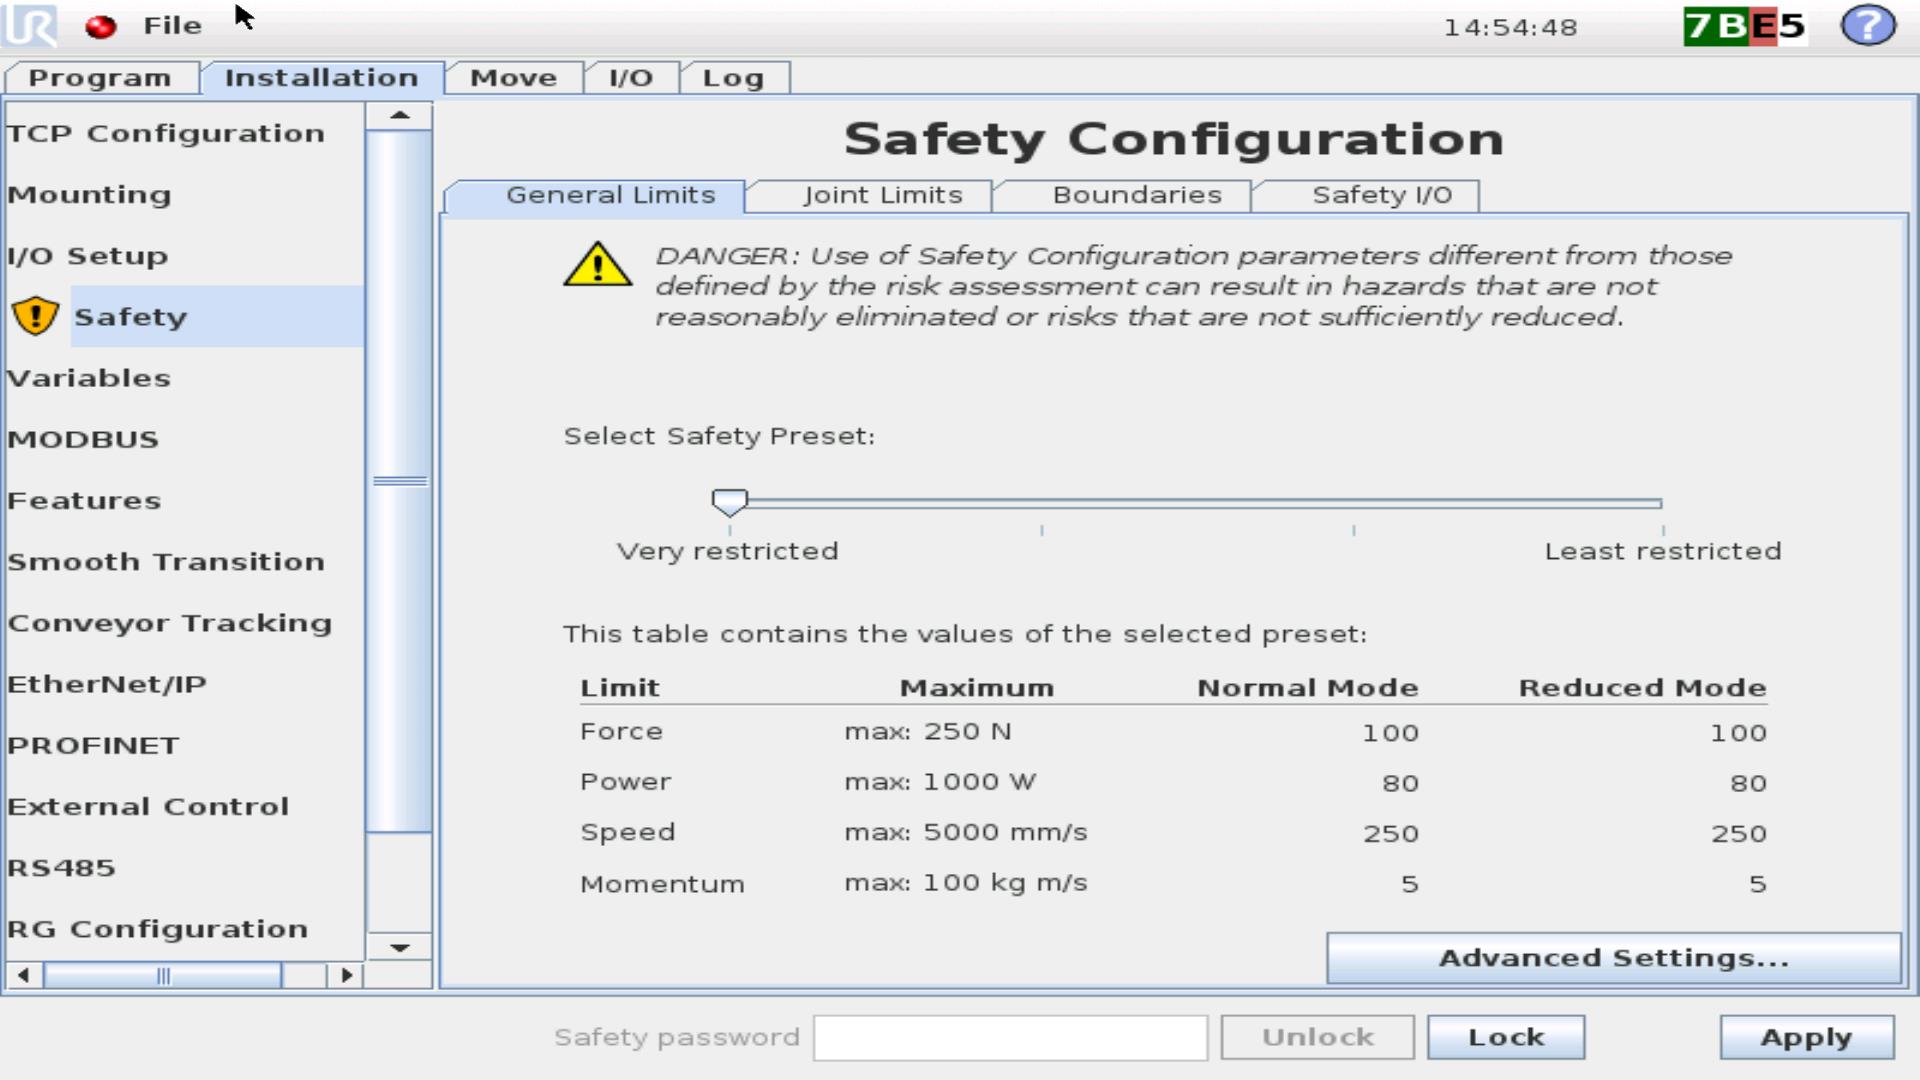 UR File 14:54:48 7BE5 ?
Program Installation Move I/O Log
TCP Configuration
Mounting
I/O Setup
Safety
Variables
MODBUS
Features
Smooth Transition
Conveyor Tracking
EtherNet/IP
PROFINET
External Control
RS485
RG Configuration
Safety Configuration
General Limits Joint Limits Boundaries Safety I/O
DANGER: Use of Safety Configuration parameters different from those
defined by the risk assessment can result in hazards that are not
reasonably eliminated or risks that are not sufficiently reduced.
Select Safety Preset:
Very restricted Least restricted
This table contains the values of the selected preset:
Limit Maximum Normal Mode Reduced Mode
Force max: 250 N 100 100
Power max: 1000 W 80 80
Speed max: 5000 mm/s 250 250
Momentum max: 100 kg m/s 5 5
Advanced Settings...
Safety password Unlock Lock Apply